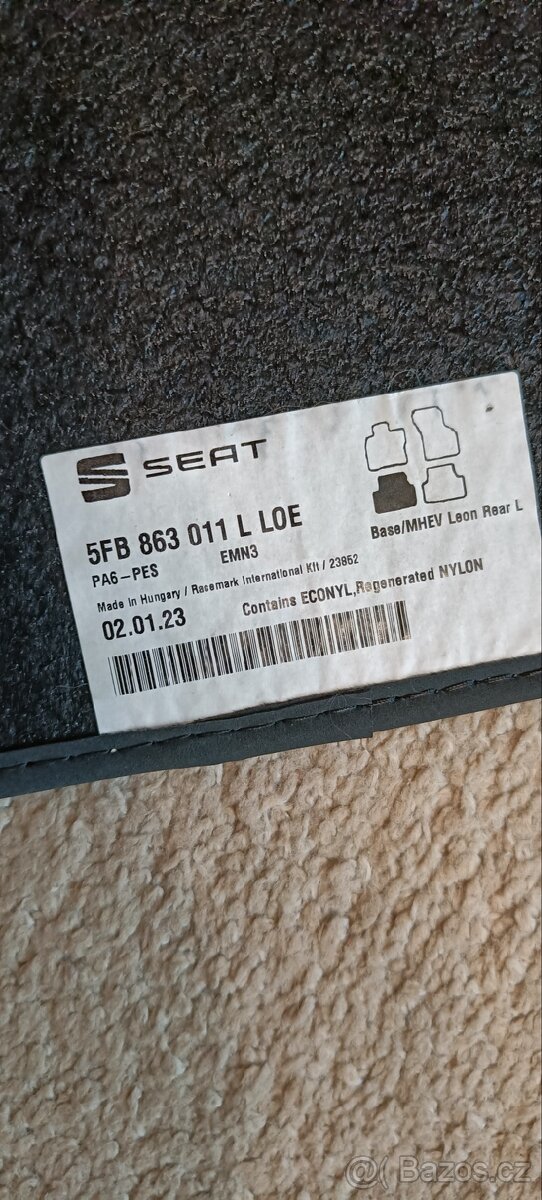 SEAT
5FB 863 011 L LOE
EMN3
Base/MHEV Leon Rear L
PA6-PES
Made in Hungary / Racemark International Kft / 23852
02.01.23
Contains ECONYL,Regenerated NYLON
@( Bazos.cz